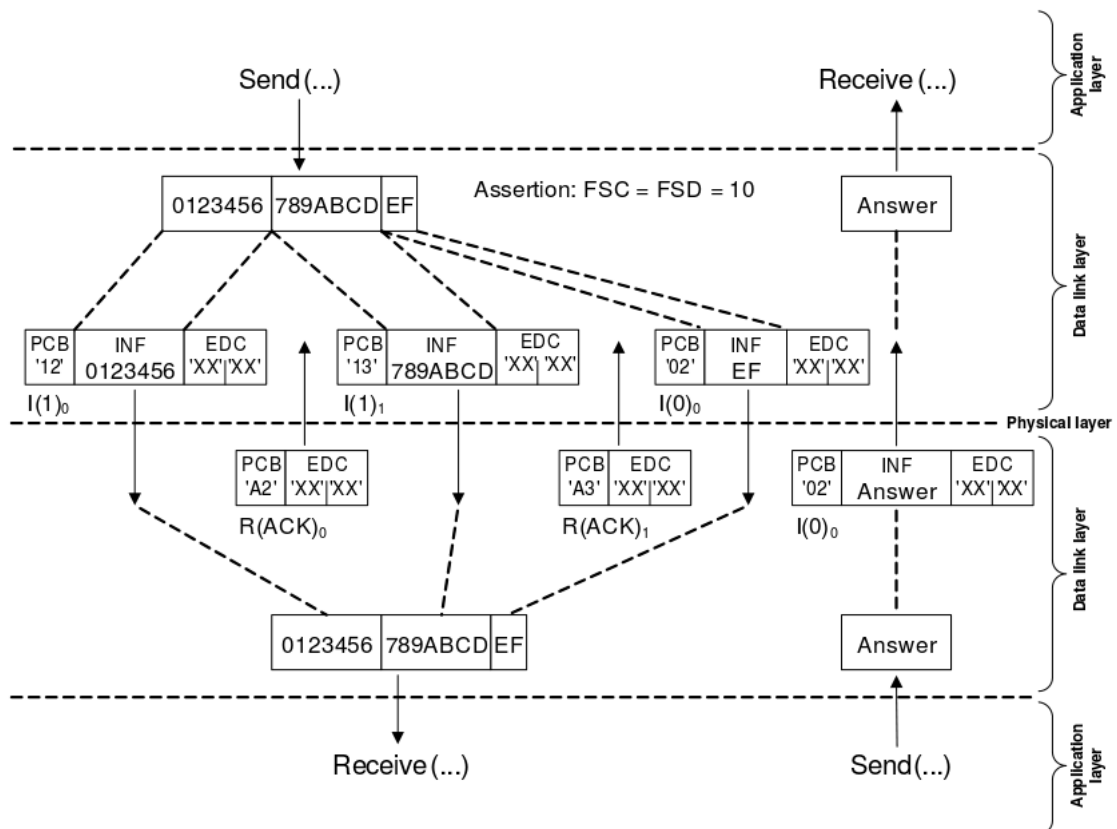 Send (...)
Receive (...)
Application layer
0123456 789ABCD EF
Assertion: FSC = FSD = 10
Answer
Data link layer
PCB INF EDC
'12' 0123456 'XX' 'XX'
I(1)₀
PCB INF EDC
'13' 789ABCD 'XX' 'XX'
I(1)₁
PCB INF EDC
'02' EF 'XX' 'XX'
I(0)₀
Physical layer
PCB EDC
'A2' 'XX' 'XX'
R(ACK)₀
PCB EDC
'A3' 'XX' 'XX'
R(ACK)₁
PCB INF EDC
'02' Answer 'XX' 'XX'
I(0)₀
Data link layer
0123456 789ABCD EF
Answer
Receive (...)
Send(...)
Application layer